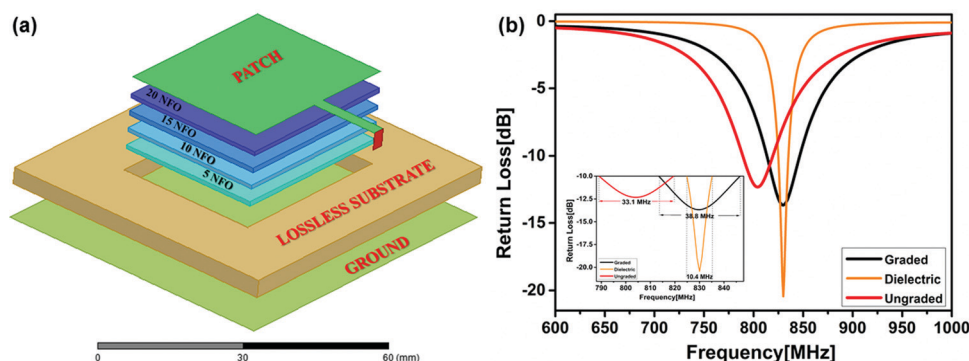 (a)
PATCH
20 NFO
15 NFO
10 NFO
5 NFO
LOSSLESS SUBSTRATE
GROUND
0 30 60 (mm)
(b)
Return Loss[dB]
0
-5
-10
-15
-20
600 650 700 750 800 850 900 950 1000
Frequency[MHz]
Graded
Dielectric
Ungraded
Return Loss[dB]
-10.0
-12.5
-15.0
-17.5
-20.0
33.1 MHz
38.8 MHz
10.4 MHz
Graded
Dielectric
Ungraded
790 800 810 820 830 840
Frequency[MHz]